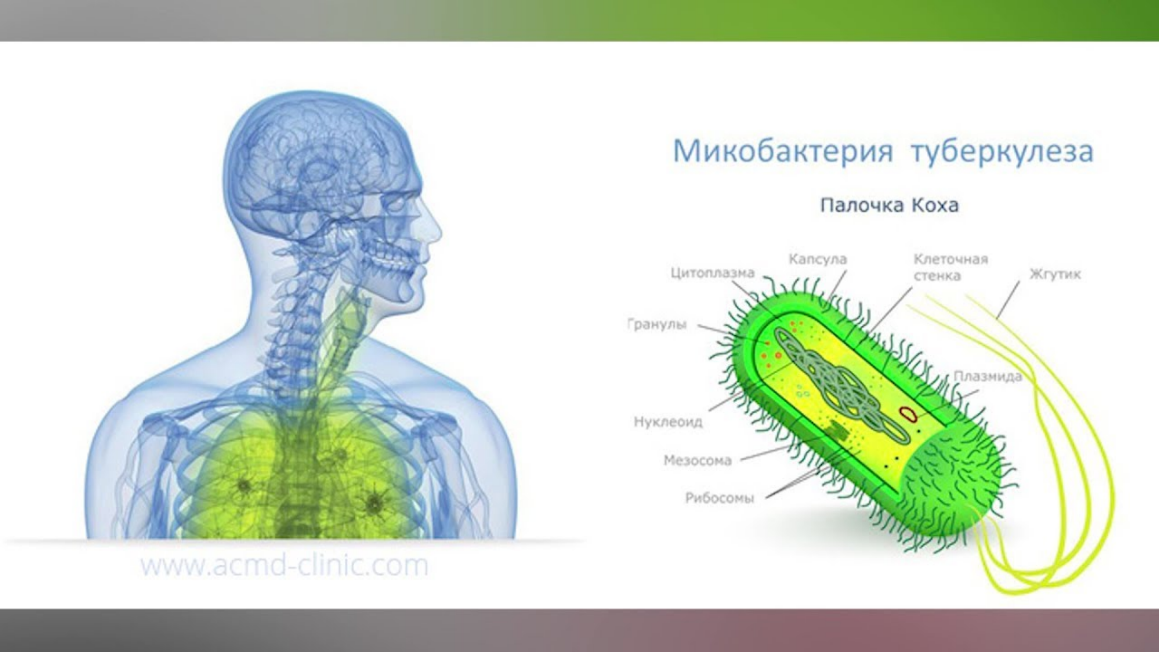 Микобактерия туберкулеза
Палочка Коха
Капсула
Клеточная
стенка
Цитоплазма
Жгутик
Гранулы
Плазмида
Нуклеоид
Мезосома
Рибосомы
www.acmd-clinic.com